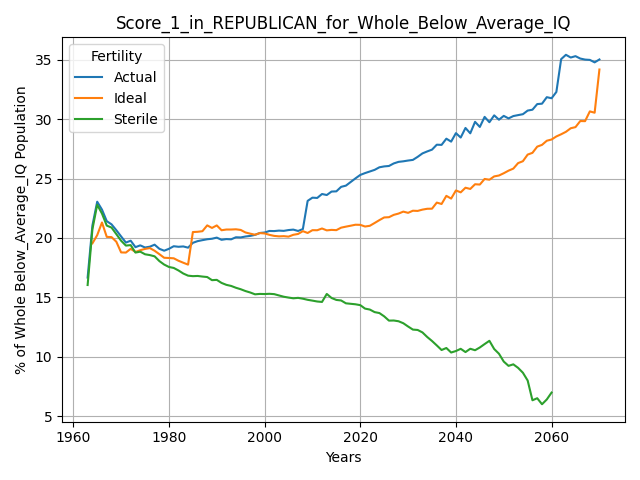 Score_1_in_REPUBLICAN_for_Whole_Below_Average_IQ
% of Whole Below_Average_IQ Population
35
30
25
20
15
10
5
Fertility
Actual
Ideal
Sterile
1960 1980 2000 2020 2040 2060
Years